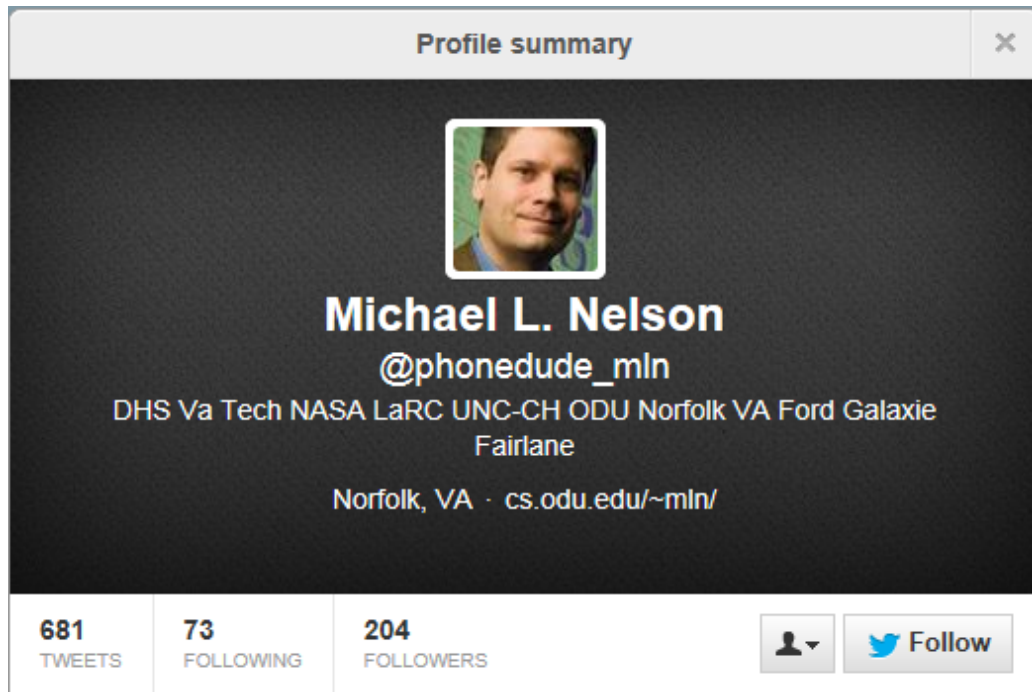 Profile summary
Michael L. Nelson
@phonedude_mln
DHS Va Tech NASA LaRC UNC-CH ODU Norfolk VA Ford Galaxie
Fairlane
Norfolk, VA · cs.odu.edu/~mln/
681 73 204
TWEETS FOLLOWING FOLLOWERS
Follow